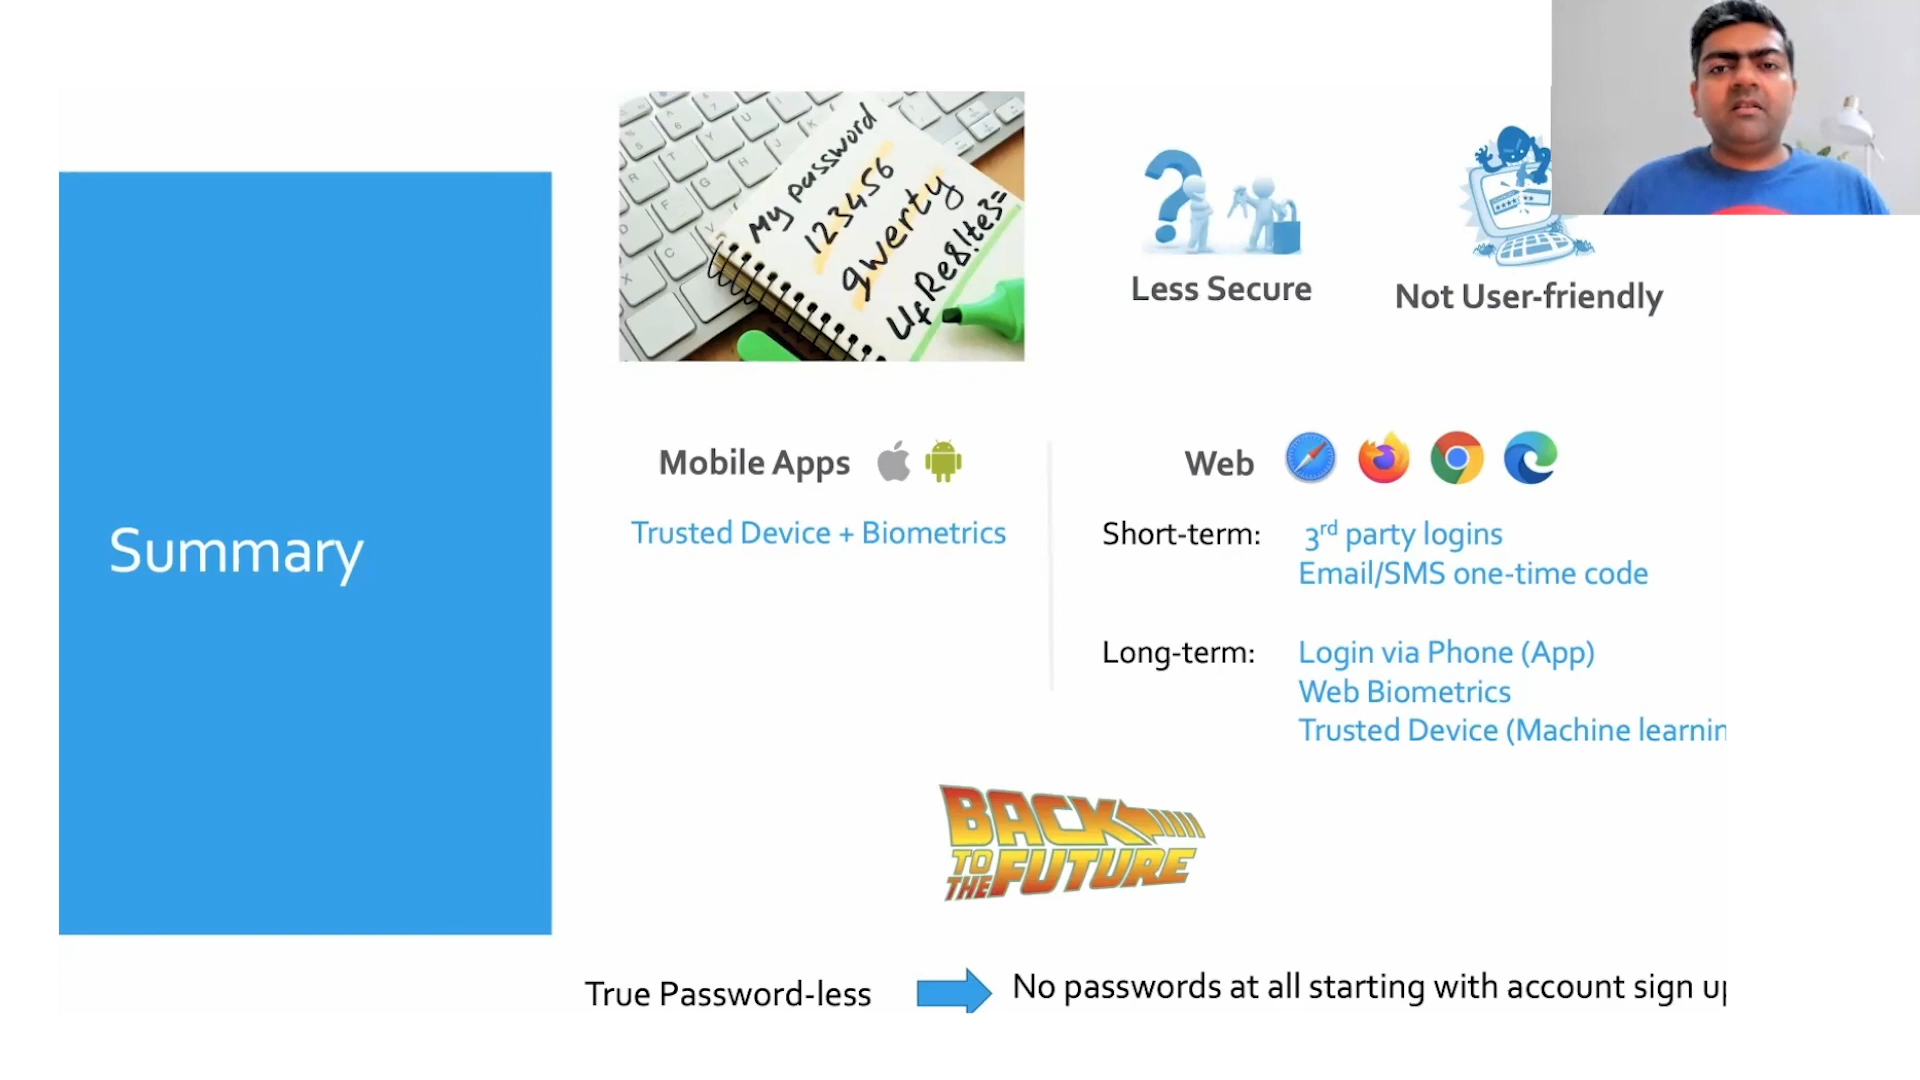 Summary
My password
123456
qwerty
UfRe8!te3=
Less Secure
Not User-friendly
Mobile Apps
Trusted Device + Biometrics
Web
Short-term: 3rd party logins
Email/SMS one-time code
Long-term: Login via Phone (App)
Web Biometrics
Trusted Device (Machine learnin
BACK
TO
THE FUTURE
True Password-less
No passwords at all starting with account sign up